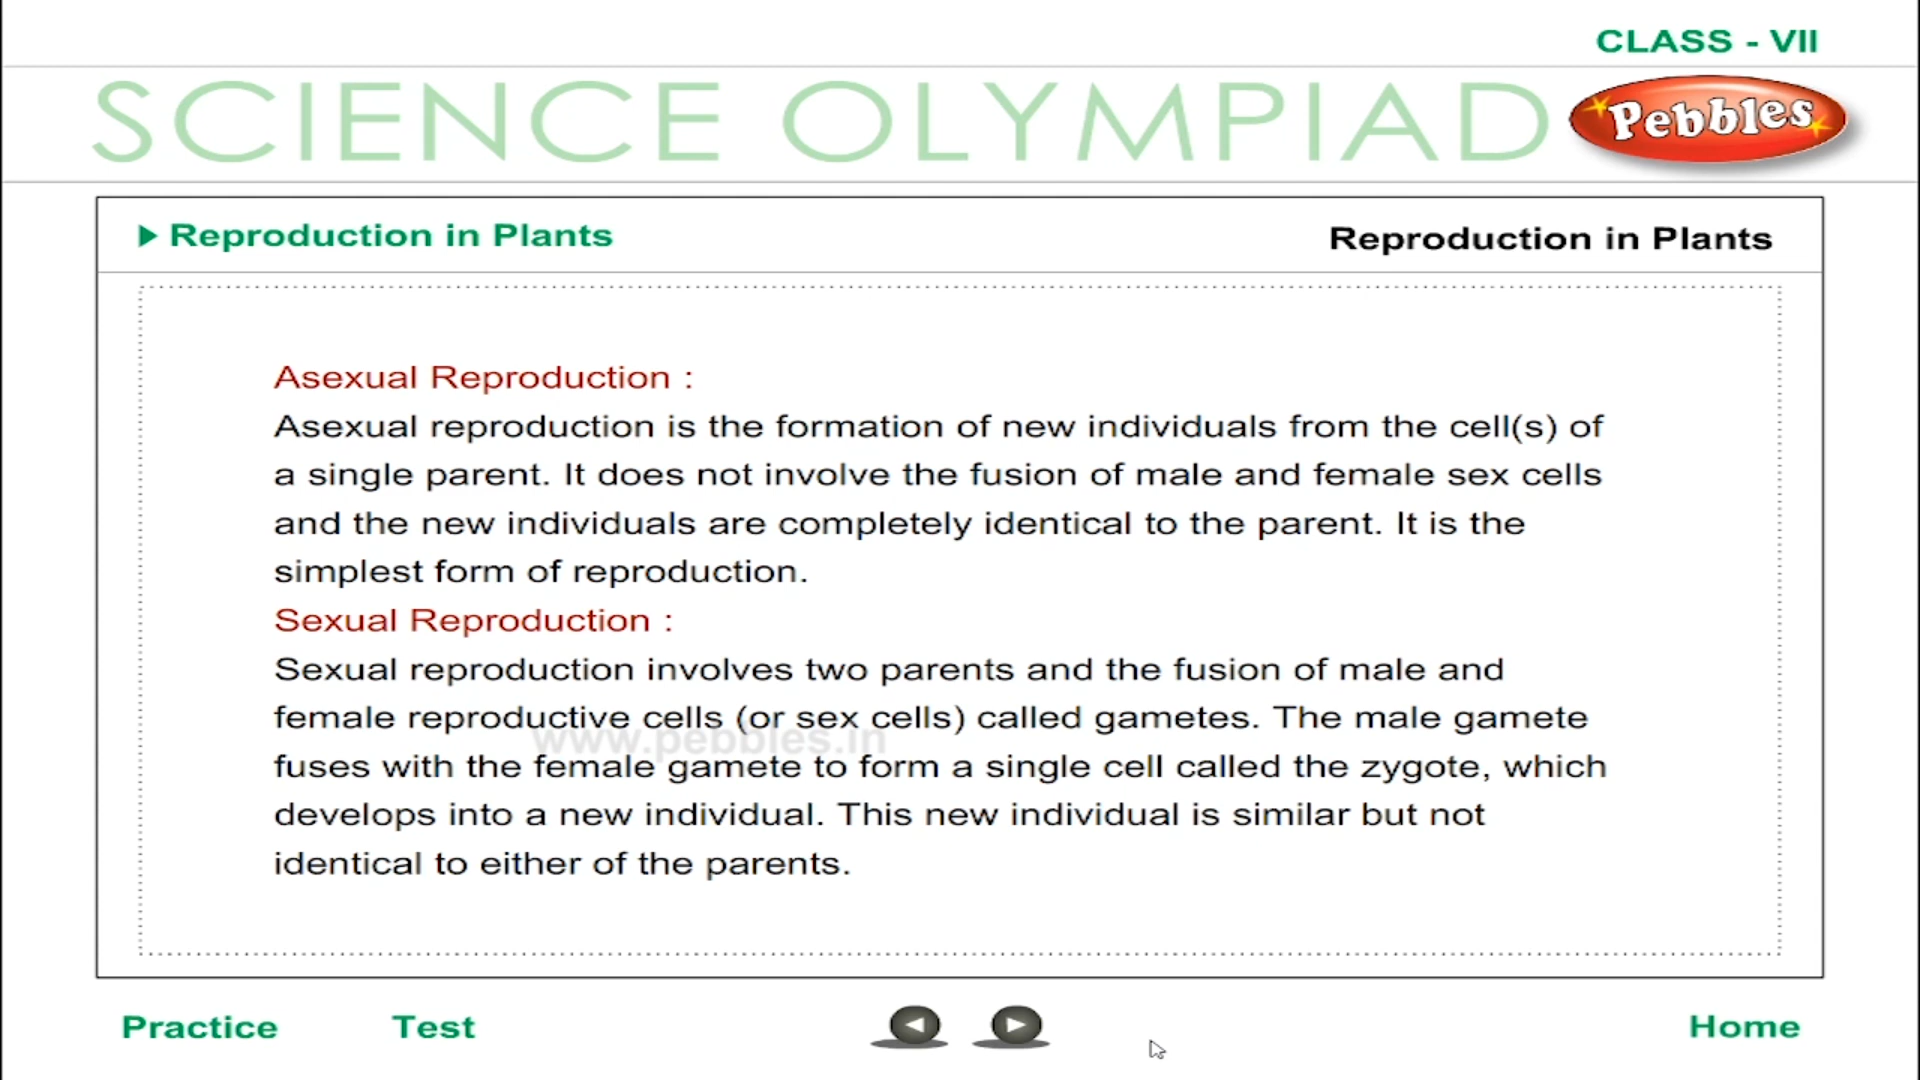 CLASS - VII
SCIENCE OLYMPIAD
Pebbles
Reproduction in Plants
Reproduction in Plants
Asexual Reproduction :
Asexual reproduction is the formation of new individuals from the cell(s) of
a single parent. It does not involve the fusion of male and female sex cells
and the new individuals are completely identical to the parent. It is the
simplest form of reproduction.
Sexual Reproduction :
Sexual reproduction involves two parents and the fusion of male and
female reproductive cells (or sex cells) called gametes. The male gamete
www.pebbles.in
fuses with the female gamete to form a single cell called the zygote, which
develops into a new individual. This new individual is similar but not
identical to either of the parents.
Practice
Test
Home